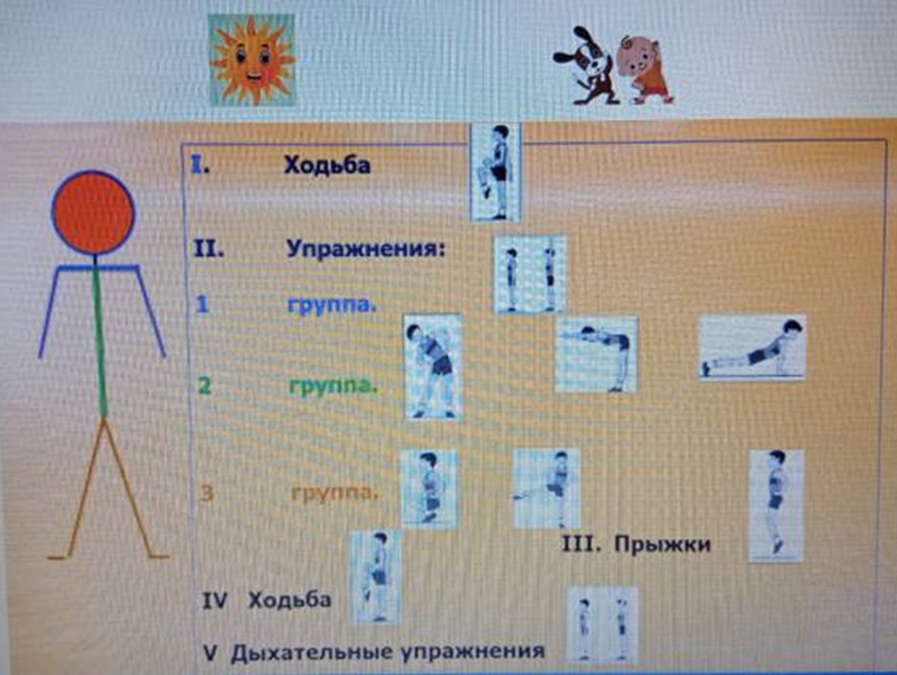 I. Ходьба
II. Упражнения:
1 группа.
2 группа.
3 группа.
III. Прыжки
IV Ходьба
V Дыхательные упражнения